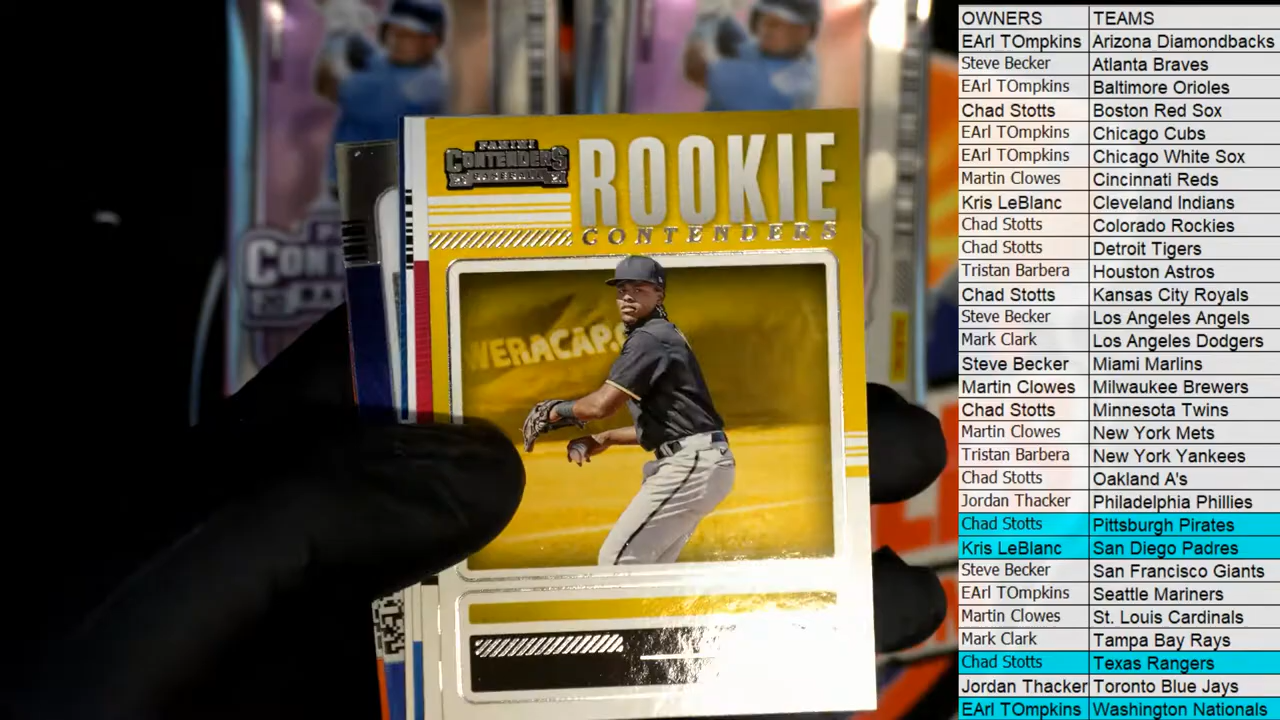 PANINI
CONTENDERS
BASEBALL
ROOKIE
CONTENDERS
WERACAP.
OWNERS TEAMS
EArl TOmpkins Arizona Diamondbacks
Steve Becker Atlanta Braves
EArl TOmpkins Baltimore Orioles
Chad Stotts Boston Red Sox
EArl TOmpkins Chicago Cubs
EArl TOmpkins Chicago White Sox
Martin Clowes Cincinnati Reds
Kris LeBlanc Cleveland Indians
Chad Stotts Colorado Rockies
Chad Stotts Detroit Tigers
Tristan Barbera Houston Astros
Chad Stotts Kansas City Royals
Steve Becker Los Angeles Angels
Mark Clark Los Angeles Dodgers
Steve Becker Miami Marlins
Martin Clowes Milwaukee Brewers
Chad Stotts Minnesota Twins
Martin Clowes New York Mets
Tristan Barbera New York Yankees
Chad Stotts Oakland A's
Jordan Thacker Philadelphia Phillies
Chad Stotts Pittsburgh Pirates
Kris LeBlanc San Diego Padres
Steve Becker San Francisco Giants
EArl TOmpkins Seattle Mariners
Martin Clowes St. Louis Cardinals
Mark Clark Tampa Bay Rays
Chad Stotts Texas Rangers
Jordan Thacker Toronto Blue Jays
EArl TOmpkins Washington Nationals